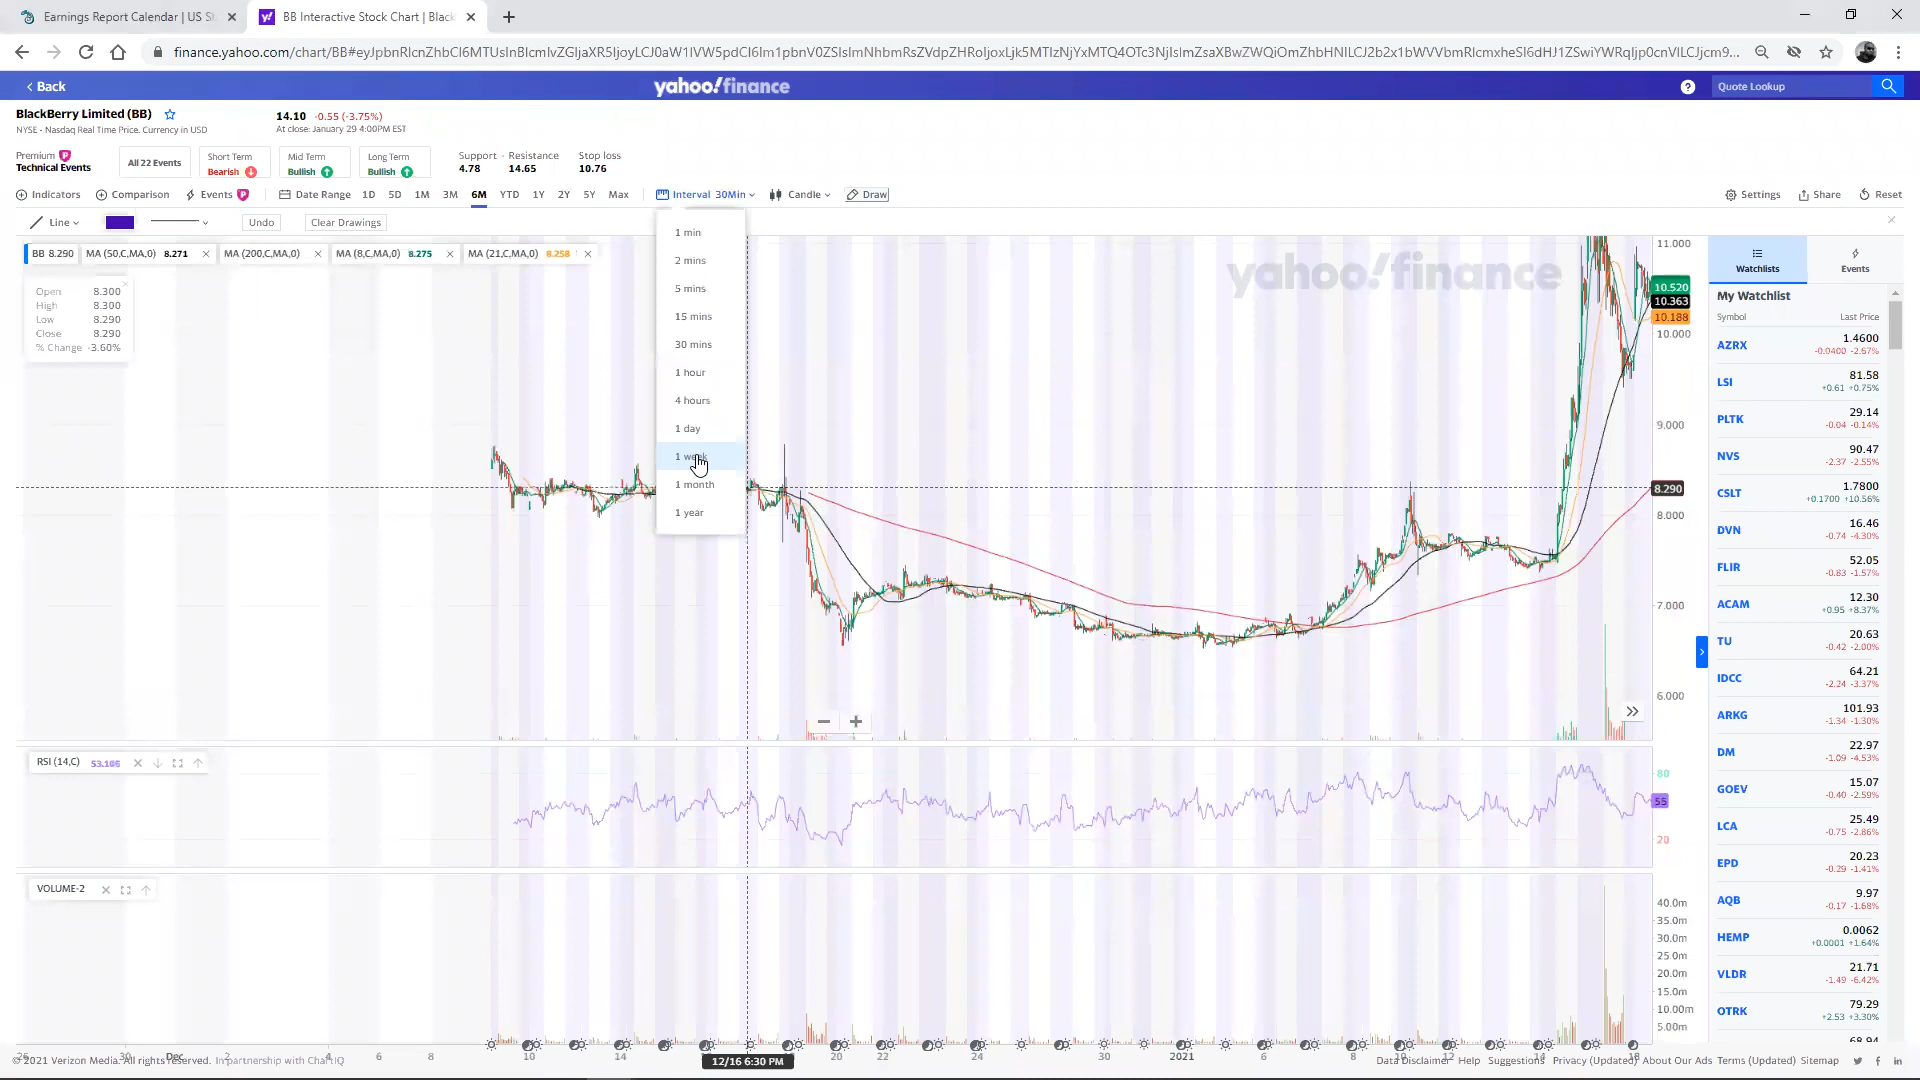 Earnings Report Calendar | US St
BB Interactive Stock Chart | Black
finance.yahoo.com/chart/BB
Back
yahoo!finance
Quote Lookup
BlackBerry Limited (BB)
14.10 -0.55 (-3.75%)
NYSE - Nasdaq Real Time Price. Currency in USD
At close: January 29 4:00PM EST
Premium P
Technical Events
All 22 Events
Short Term
Bearish
Mid Term
Bullish
Long Term
Bullish
Support - Resistance Stop loss
4.78 14.65 10.76
Indicators Comparison Events P Date Range 1D 5D 1M 3M 6M YTD 1Y 2Y 5Y Max Interval 30Min Candle Draw Settings Share Reset
Line Undo Clear Drawings
BB 8.290 MA (50,C,MA,0) 8.271 MA (200,C,MA,0) MA (8,C,MA,0) 8.275 MA (21,C,MA,0) 8.258
Open 8.300
High 8.300
Low 8.290
Close 8.290
% Change -3.60%
1 min
2 mins
5 mins
15 mins
30 mins
1 hour
4 hours
1 day
1 week
1 month
1 year
yahoo!finance
11.000
10.520
10.363
10.188
10.000
9.000
8.290
8.000
7.000
6.000
RSI (14,C) 53.106
80
55
20
VOLUME-2
40.0m
35.0m
30.0m
25.0m
20.0m
15.0m
10.00m
5.00m
26 30 Dec 2 4 6 8 10 14 20 22 24 30 2021 6 8 10 12 14 18
12/16 6:30 PM
Watchlists
Events
My Watchlist
Symbol Last Price
AZRX 1.4600
-0.0400 -2.67%
LSI 81.58
+0.61 +0.75%
PLTK 29.14
-0.04 -0.14%
NVS 90.47
-2.37 -2.55%
CSLT 1.7800
+0.1700 +10.56%
DVN 16.46
-0.74 -4.30%
FLIR 52.05
-0.83 -1.57%
ACAM 12.30
+0.95 +8.37%
TU 20.63
-0.42 -2.00%
IDCC 64.21
-2.24 -3.37%
ARKG 101.93
-1.34 -1.30%
DM 22.97
-1.09 -4.53%
GOEV 15.07
-0.40 -2.59%
LCA 25.49
-0.75 -2.86%
EPD 20.23
-0.29 -1.41%
AQB 9.97
-0.17 -1.68%
HEMP 0.0062
+0.0001 +1.64%
VLDR 21.71
-1.49 -6.42%
OTRK 79.29
+2.53 +3.30%
68.94
© 2021 Verizon Media. All rights reserved. In partnership with ChartIQ
Data Disclaimer Help Suggestions Privacy (Updated) About Our Ads Terms (Updated) Sitemap